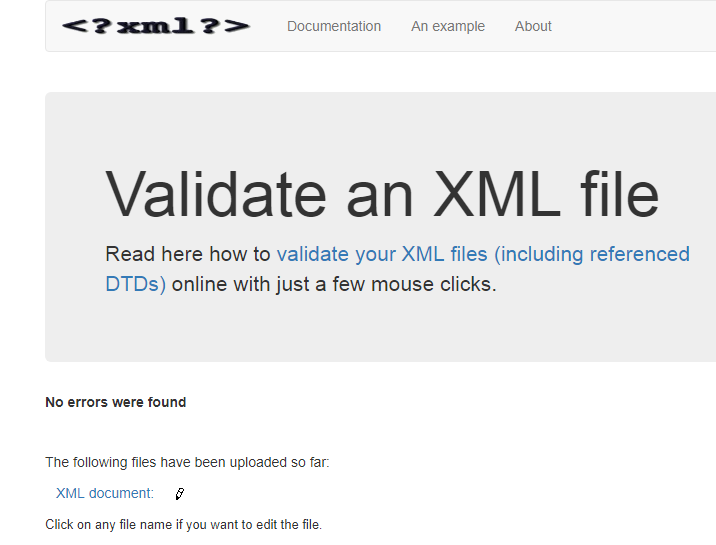 <?xml?> Documentation An example About
Validate an XML file
Read here how to validate your XML files (including referenced
DTDs) online with just a few mouse clicks.
No errors were found
The following files have been uploaded so far:
XML document:
Click on any file name if you want to edit the file.